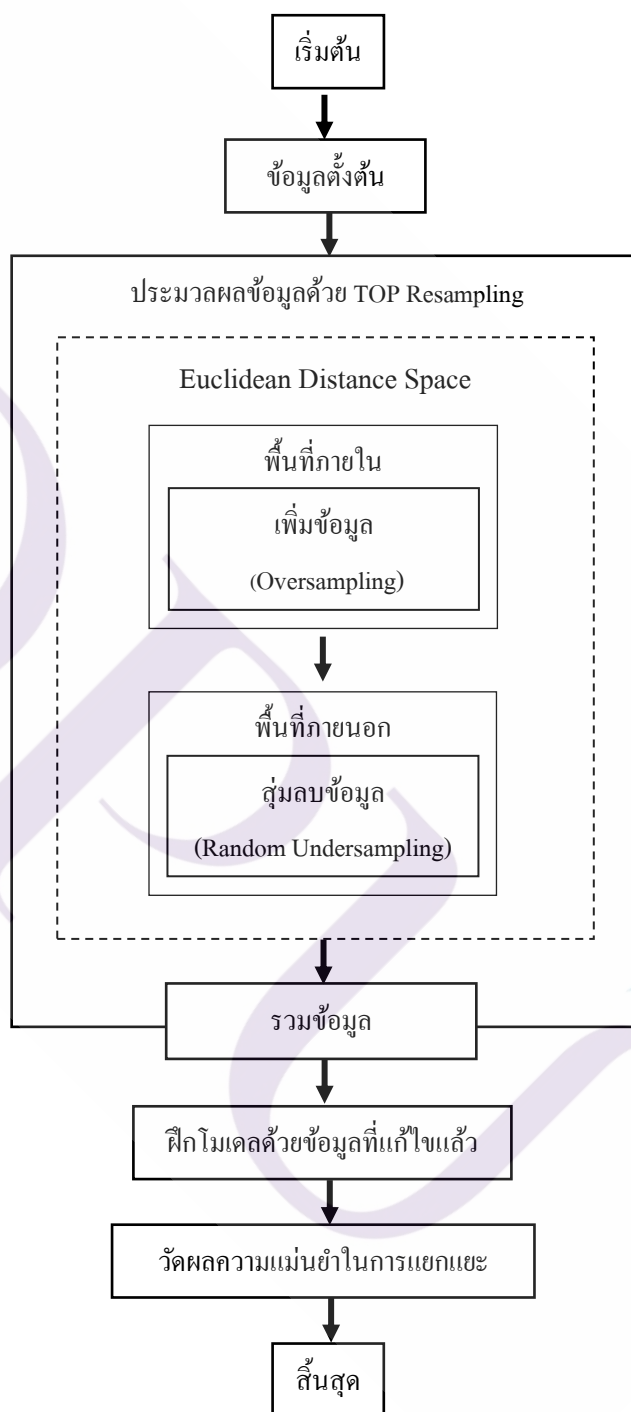 เริ่มต้น
ข้อมูลตั้งต้น
ประมวลผลข้อมูลด้วย TOP Resampling
Euclidean Distance Space
พื้นที่ภายใน
เพิ่มข้อมูล
(Oversampling)
พื้นที่ภายนอก
สุ่มลบข้อมูล
(Random Undersampling)
รวมข้อมูล
ฝึกโมเดลด้วยข้อมูลที่แก้ไขแล้ว
วัดผลความแม่นยำในการแยกแยะ
สิ้นสุด